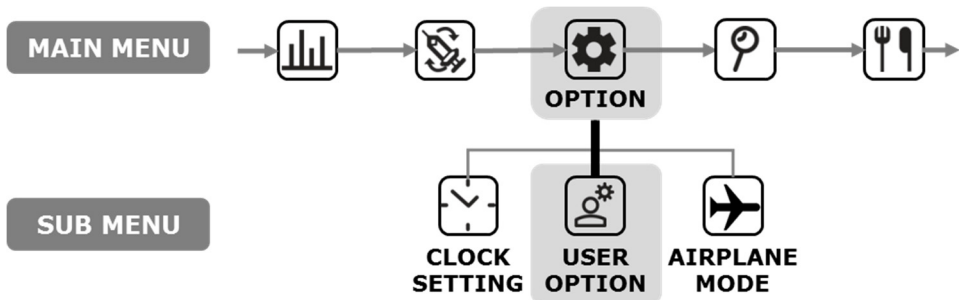 MAIN MENU
OPTION
SUB MENU
CLOCK SETTING
USER OPTION
AIRPLANE MODE